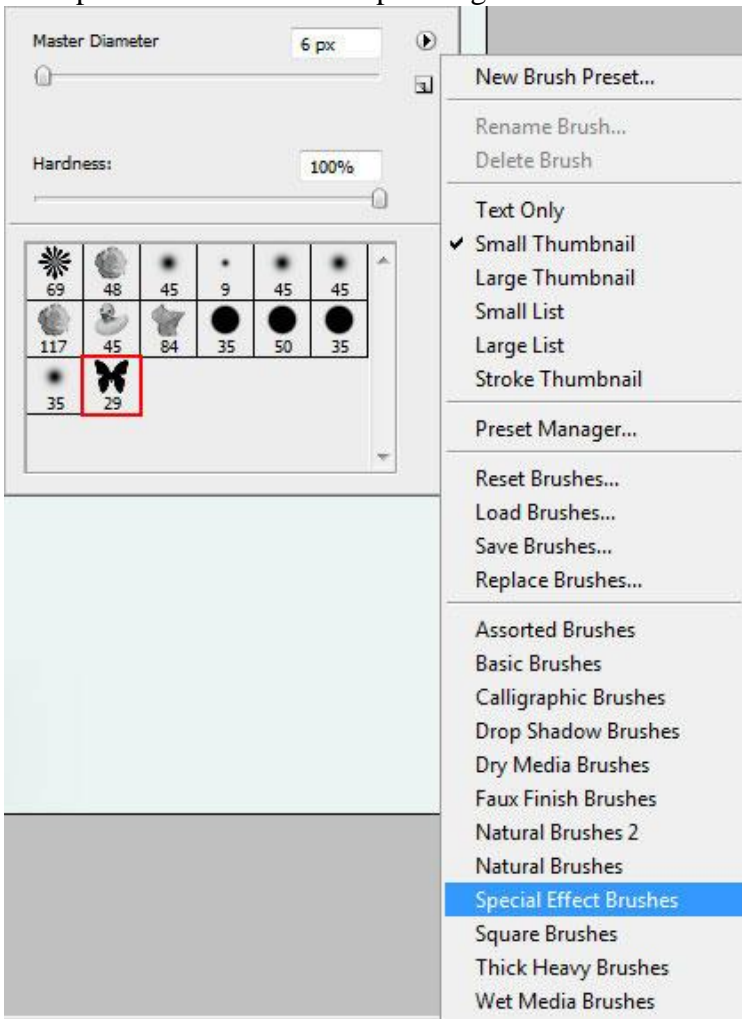 Master Diameter 6 px
Hardness: 100%
69 48 45 9 45 45
117 45 84 35 50 35
35 29
New Brush Preset...
Rename Brush...
Delete Brush
Text Only
Small Thumbnail
Large Thumbnail
Small List
Large List
Stroke Thumbnail
Preset Manager...
Reset Brushes...
Load Brushes...
Save Brushes...
Replace Brushes...
Assorted Brushes
Basic Brushes
Calligraphic Brushes
Drop Shadow Brushes
Dry Media Brushes
Faux Finish Brushes
Natural Brushes 2
Natural Brushes
Special Effect Brushes
Square Brushes
Thick Heavy Brushes
Wet Media Brushes